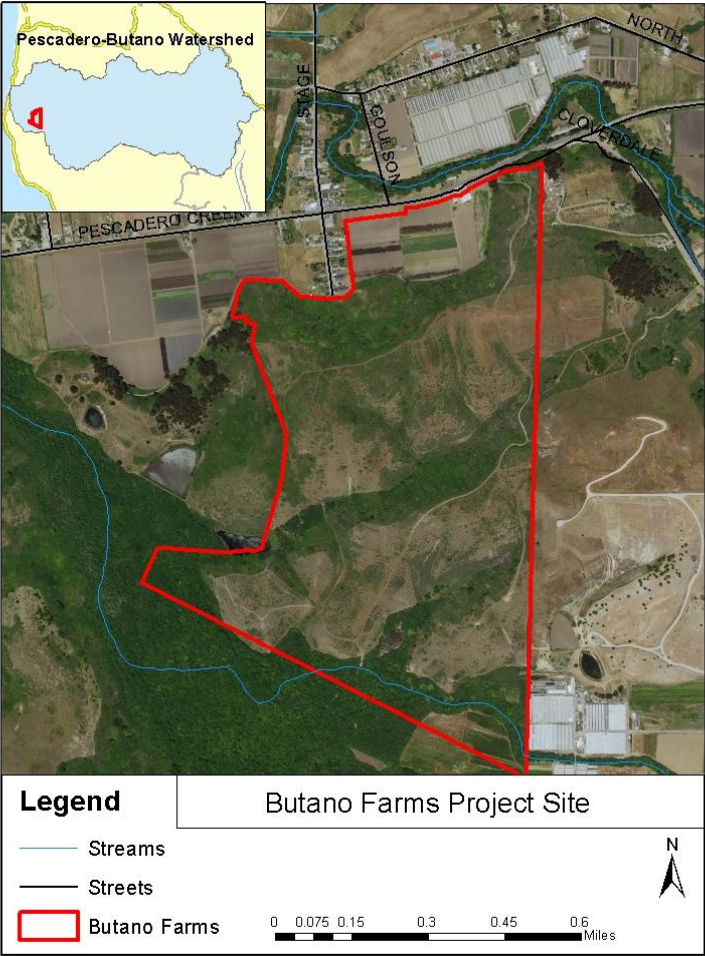 Pescadero-Butano Watershed
NORTH
STAGE
GOULSON
CLOVERDALE
PESCADERO CREEK
Legend
Butano Farms Project Site
Streams
Streets
Butano Farms
N
0 0.075 0.15 0.3 0.45 0.6
Miles